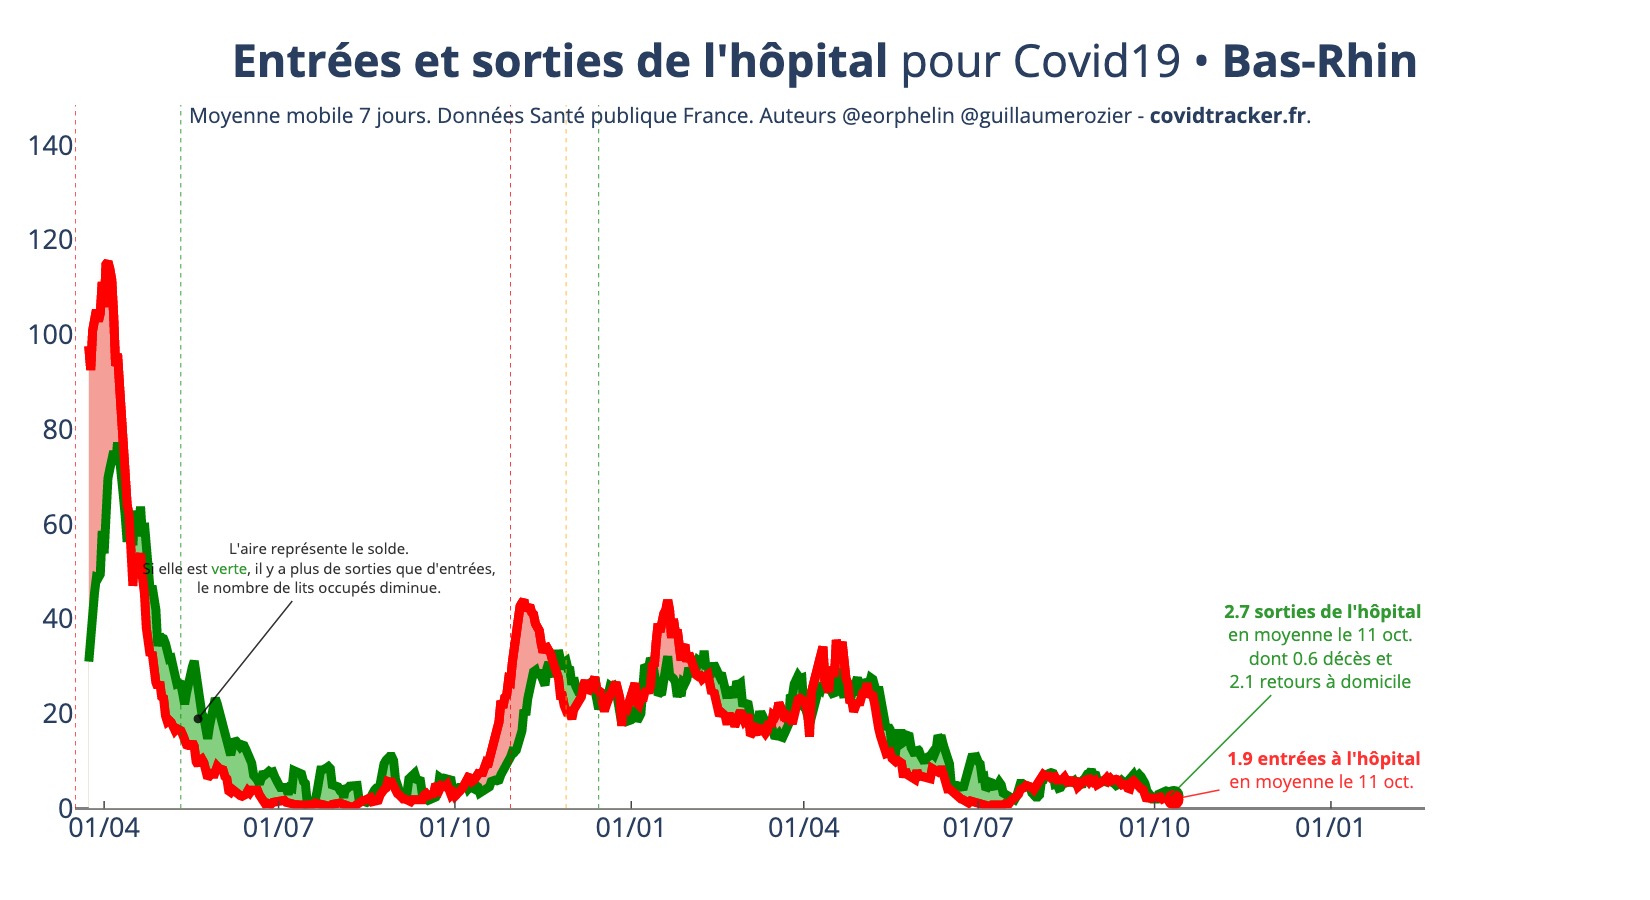 Entrées et sorties de l'hôpital pour Covid19 • Bas-Rhin
Moyenne mobile 7 jours. Données Santé publique France. Auteurs @eorphelin @guillaumerozier - covidtracker.fr.
140
120
100
80
60
40
20
0
L'aire représente le solde.
Si elle est verte, il y a plus de sorties que d'entrées,
le nombre de lits occupés diminue.
2.7 sorties de l'hôpital
en moyenne le 11 oct.
dont 0.6 décès et
2.1 retours à domicile
1.9 entrées à l'hôpital
en moyenne le 11 oct.
01/04 01/07 01/10 01/01 01/04 01/07 01/10 01/01